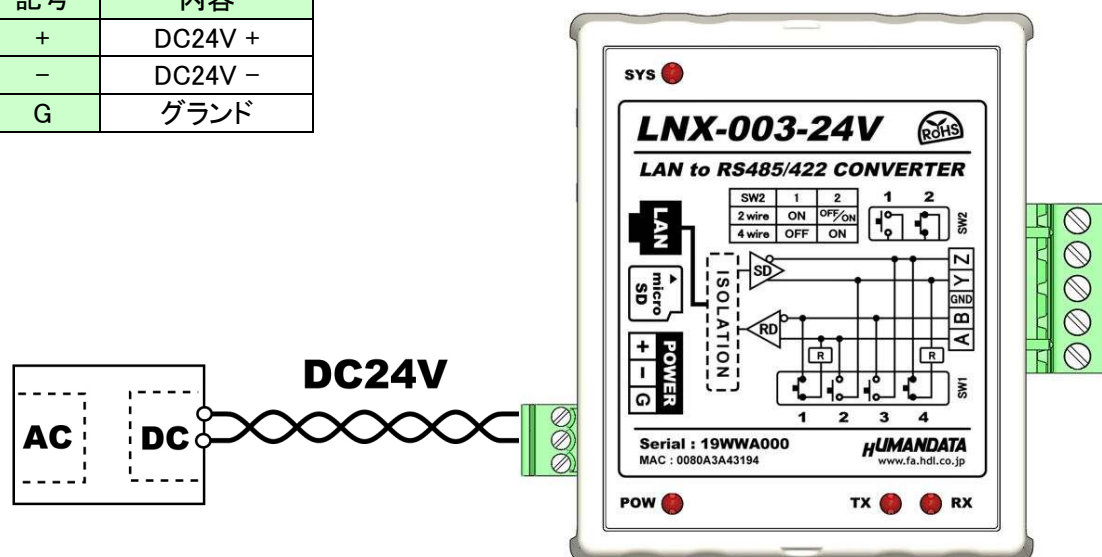 記号 内容
+ DC24V +
− DC24V −
G グランド
SYS
LNX-003-24V RoHS
LAN to RS485/422 CONVERTER
SW2 1 2
2 wire ON OFF/ON
4 wire OFF ON
1 2
SW2
LAN
micro SD
POWER
+ − G
ISOLATION
SD
RD
R R
Z Y GND B A
SW1
1 2 3 4
Serial : 19WWA000
MAC : 0080A3A43194
HUMANDATA
www.fa.hdl.co.jp
POW TX RX
DC24V
AC DC